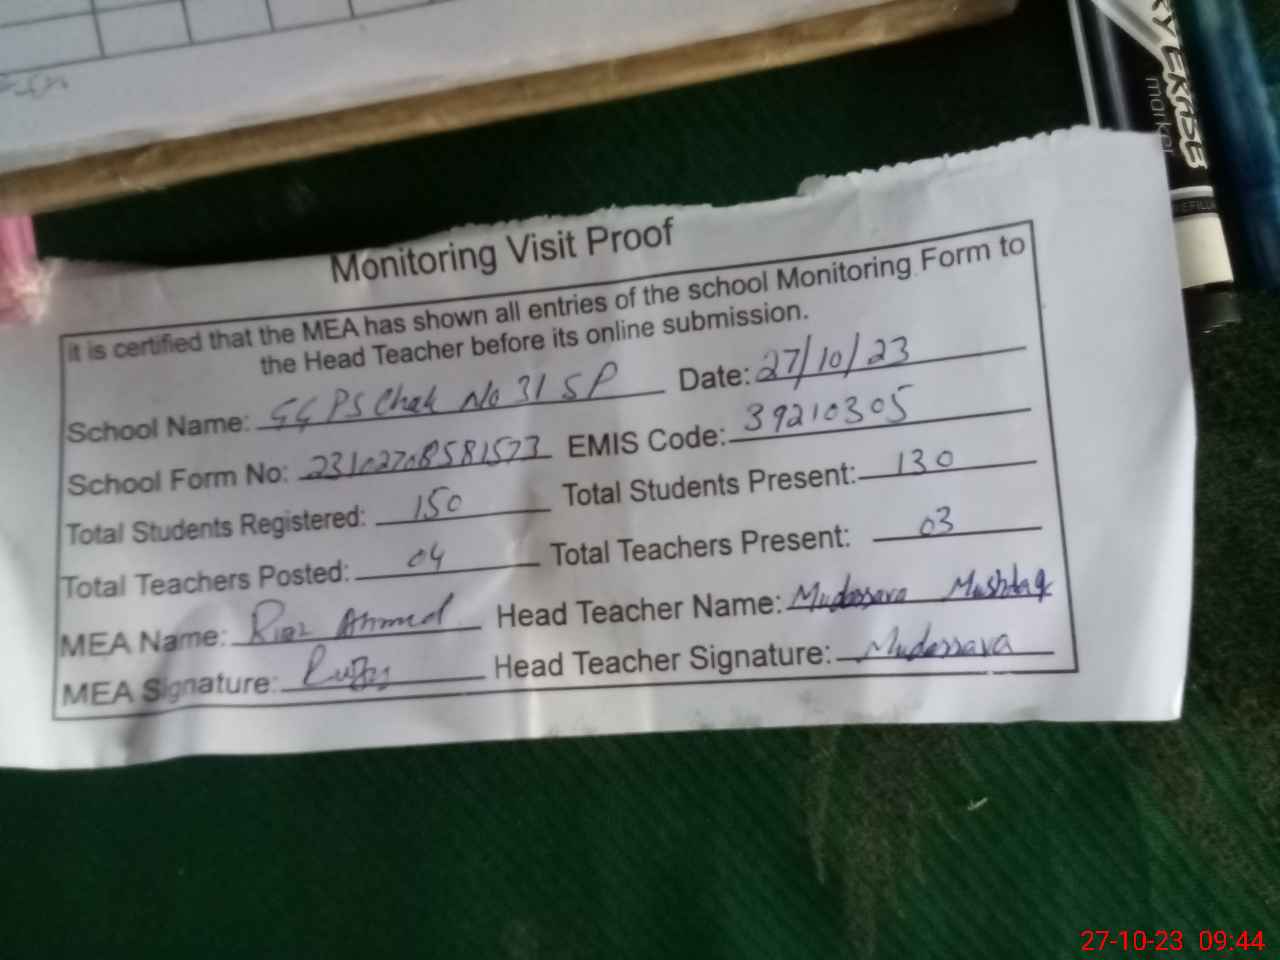 Monitoring Visit Proof
it is certified that the MEA has shown all entries of the school Monitoring Form to
the Head Teacher before its online submission.
School Name: GGPS Chak No 31 SP Date: 27/10/23
School Form No: 23102708581573 EMIS Code: 39210305
Total Students Registered: 150 Total Students Present: 130
Total Teachers Posted: 04 Total Teachers Present: 03
MEA Name: Riaz Ahmed Head Teacher Name: Mudassara Mushtaq
MEA Signature: Head Teacher Signature: Mudassara
marker
27-10-23 09:44